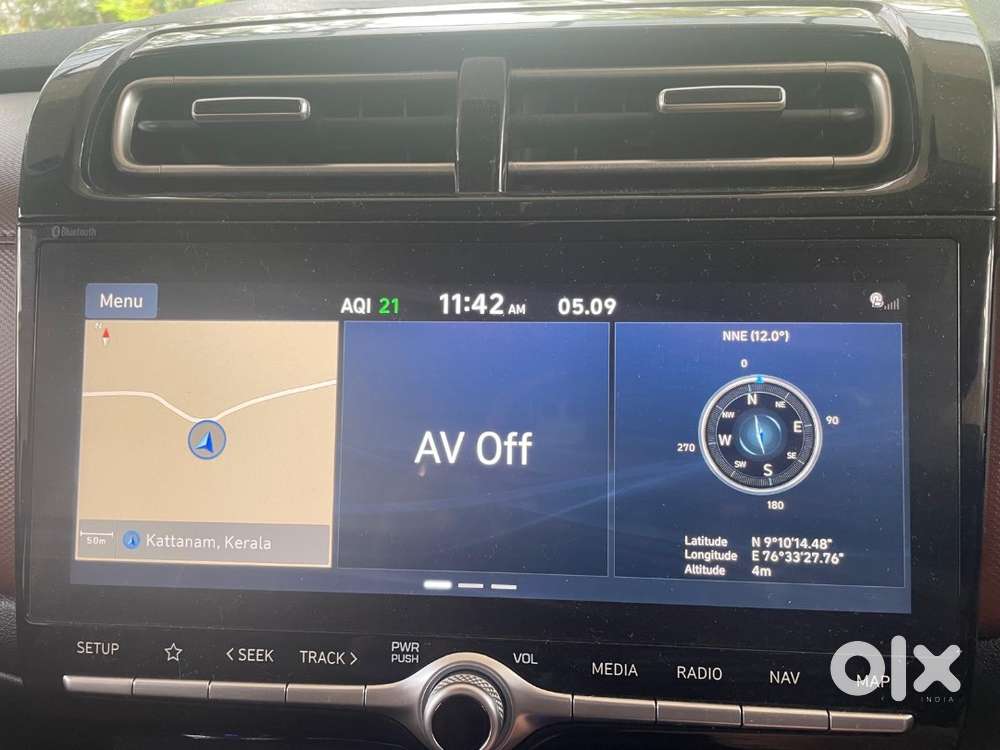 Bluetooth
Menu
AQI 21 11:42 AM 05.09
N
50m
Kattanam, Kerala
AV Off
NNE (12.0°)
0
90
180
270
N
NE
E
SE
S
SW
W
NW
Latitude N 9°10'14.48"
Longitude E 76°33'27.76"
Altitude 4m
SETUP
< SEEK
TRACK >
PWR
PUSH
VOL
MEDIA
RADIO
NAV
MAP
olx
INDIA